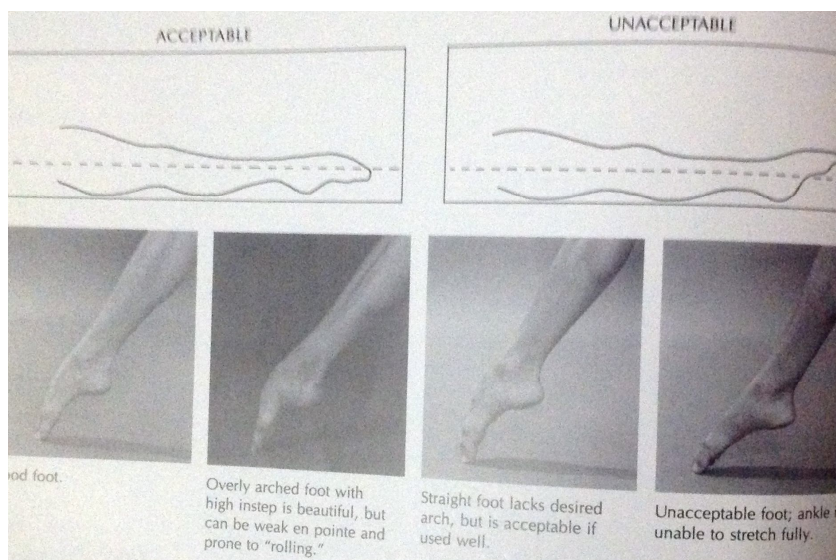 ACCEPTABLE
UNACCEPTABLE
foot.
Overly arched foot with
high instep is beautiful, but
can be weak en pointe and
prone to "rolling."
Straight foot lacks desired
arch, but is acceptable if
used well.
Unacceptable foot; ankle
unable to stretch fully.